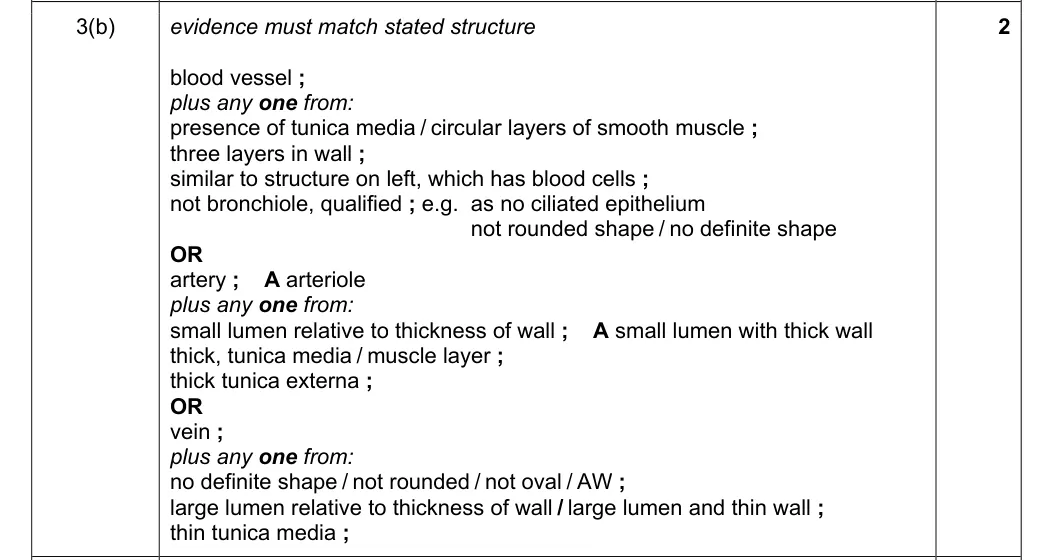 3(b) evidence must match stated structure 2
blood vessel ;
plus any one from:
presence of tunica media / circular layers of smooth muscle ;
three layers in wall ;
similar to structure on left, which has blood cells ;
not bronchiole, qualified ; e.g. as no ciliated epithelium
not rounded shape / no definite shape
OR
artery ; A arteriole
plus any one from:
small lumen relative to thickness of wall ; A small lumen with thick wall
thick, tunica media / muscle layer ;
thick tunica externa ;
OR
vein ;
plus any one from:
no definite shape / not rounded / not oval / AW ;
large lumen relative to thickness of wall / large lumen and thin wall ;
thin tunica media ;